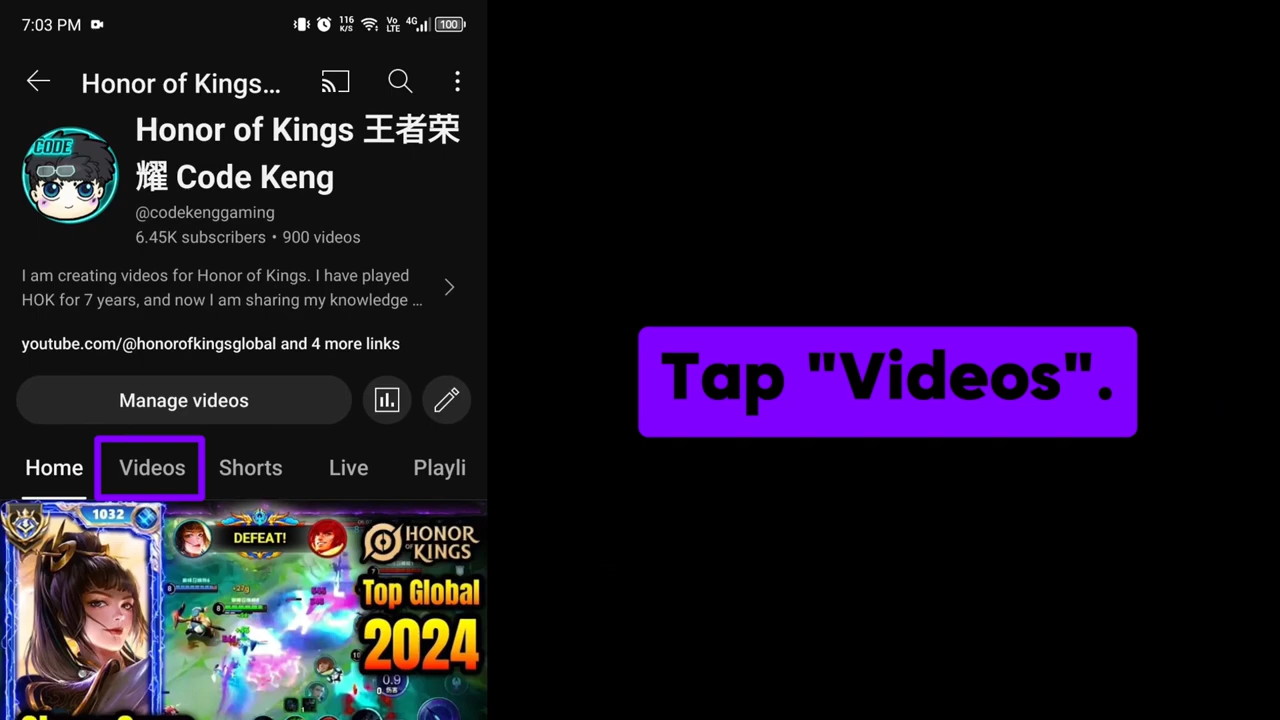 7:03 PM
116
K/S
Vo
LTE
4G
100
Honor of Kings...
CODE
Honor of Kings 王者荣
耀 Code Keng
@codekenggaming
6.45K subscribers • 900 videos
I am creating videos for Honor of Kings. I have played
HOK for 7 years, and now I am sharing my knowledge ...
youtube.com/@honorofkingsglobal and 4 more links
Manage videos
Home
Videos
Shorts
Live
Playli
1032
DEFEAT!
HONOR
OF KINGS
Top Global
2024
Tap "Videos".